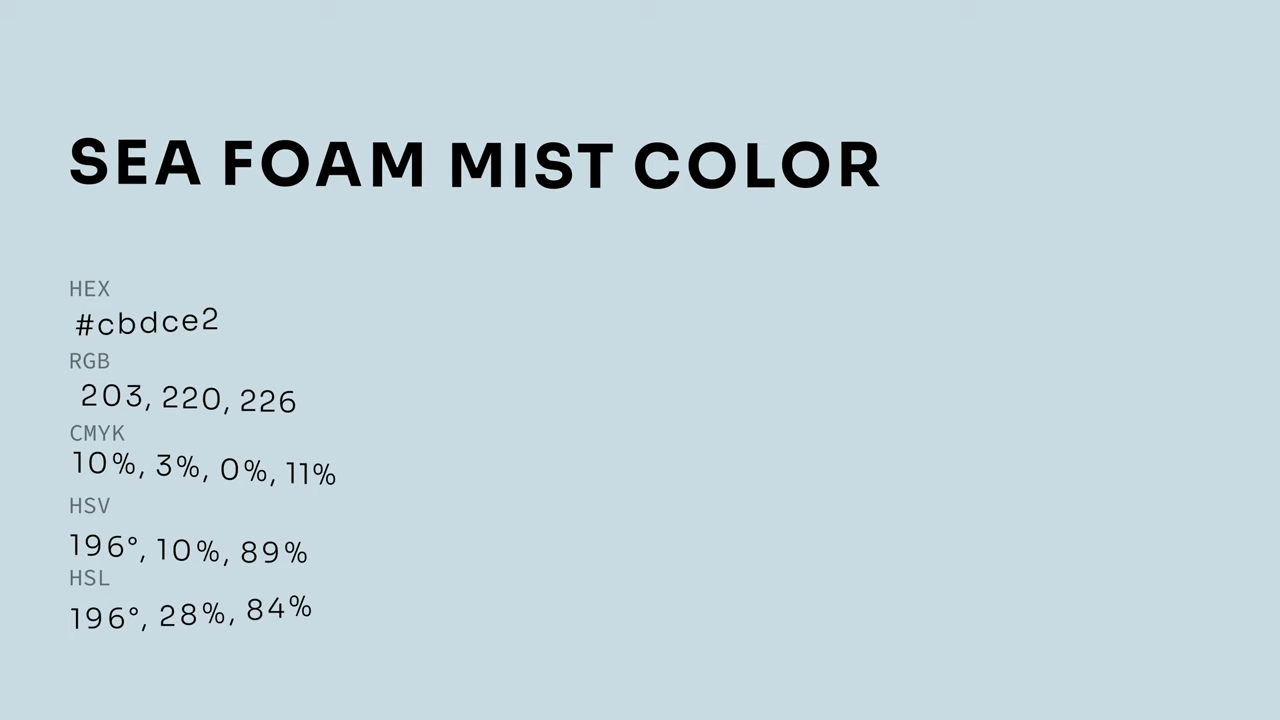 SEA FOAM MIST COLOR
HEX
#cbdce2
RGB
203, 220, 226
CMYK
10%, 3%, 0%, 11%
HSV
196°, 10%, 89%
HSL
196°, 28%, 84%